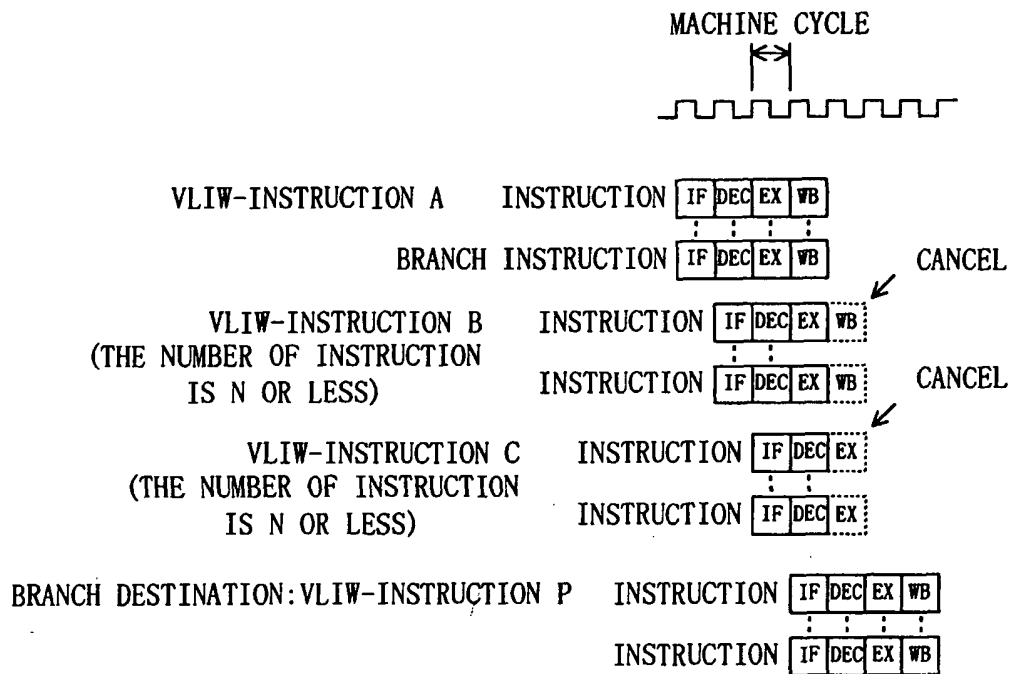 MACHINE CYCLE
VLIW-INSTRUCTION A INSTRUCTION IF DEC EX WB
BRANCH INSTRUCTION IF DEC EX WB
CANCEL
VLIW-INSTRUCTION B INSTRUCTION IF DEC EX WB
(THE NUMBER OF INSTRUCTION
IS N OR LESS) INSTRUCTION IF DEC EX WB
CANCEL
VLIW-INSTRUCTION C INSTRUCTION IF DEC EX
(THE NUMBER OF INSTRUCTION
IS N OR LESS) INSTRUCTION IF DEC EX
BRANCH DESTINATION:VLIW-INSTRUCTION P INSTRUCTION IF DEC EX WB
INSTRUCTION IF DEC EX WB